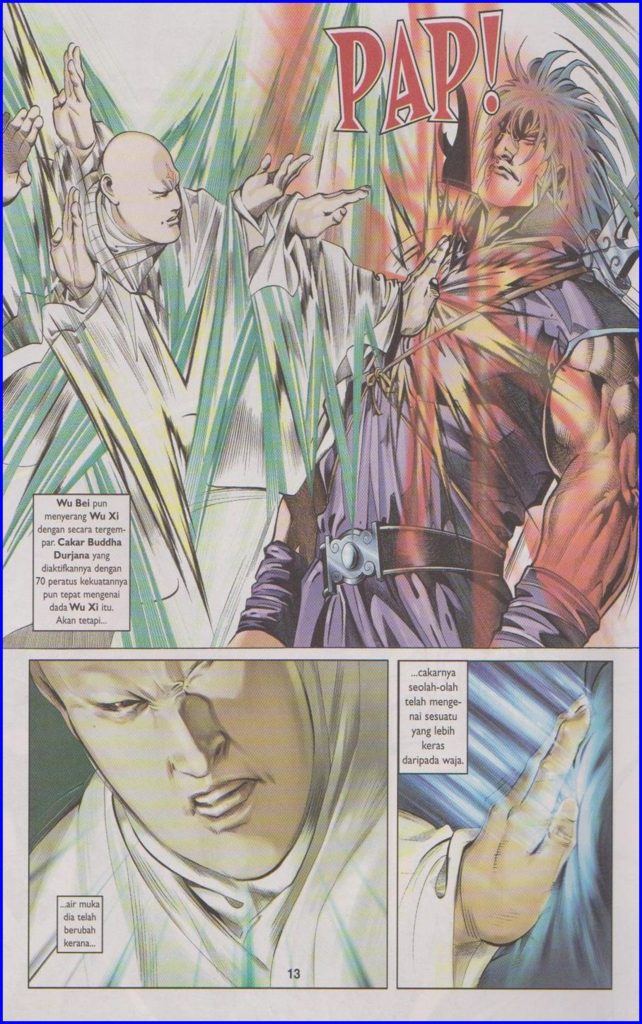 PAP!
Wu Bei pun
menyerang Wu Xi
dengan secara tergem-
par. Cakar Buddha
Durjana yang
diaktifkannya dengan
70 peratus kekuatannya
pun tepat mengenai
dada Wu Xi itu.
Akan tetapi...
...air muka
dia telah
berubah
kerana...
...cakarnya
seolah-olah
telah menge-
nai sesuatu
yang lebih
keras
daripada waja.
13